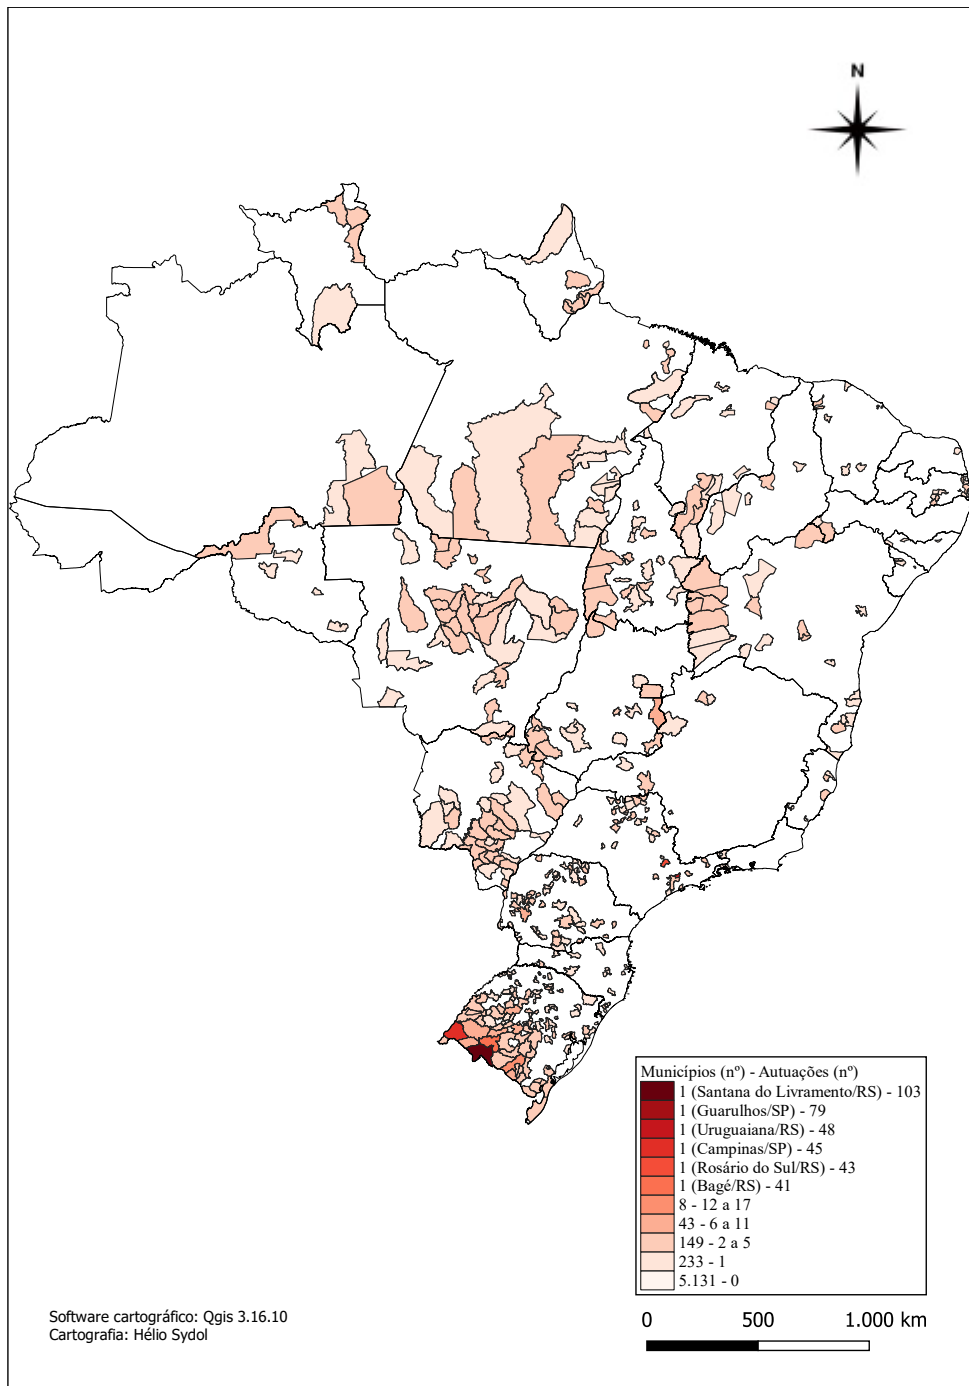 N
Municípios (nº) - Autuações (nº)
1 (Santana do Livramento/RS) - 103
1 (Guarulhos/SP) - 79
1 (Uruguaiana/RS) - 48
1 (Campinas/SP) - 45
1 (Rosário do Sul/RS) - 43
1 (Bagé/RS) - 41
8 - 12 a 17
43 - 6 a 11
149 - 2 a 5
233 - 1
5.131 - 0
Software cartográfico: Qgis 3.16.10
Cartografia: Hélio Sydol
0 500 1.000 km